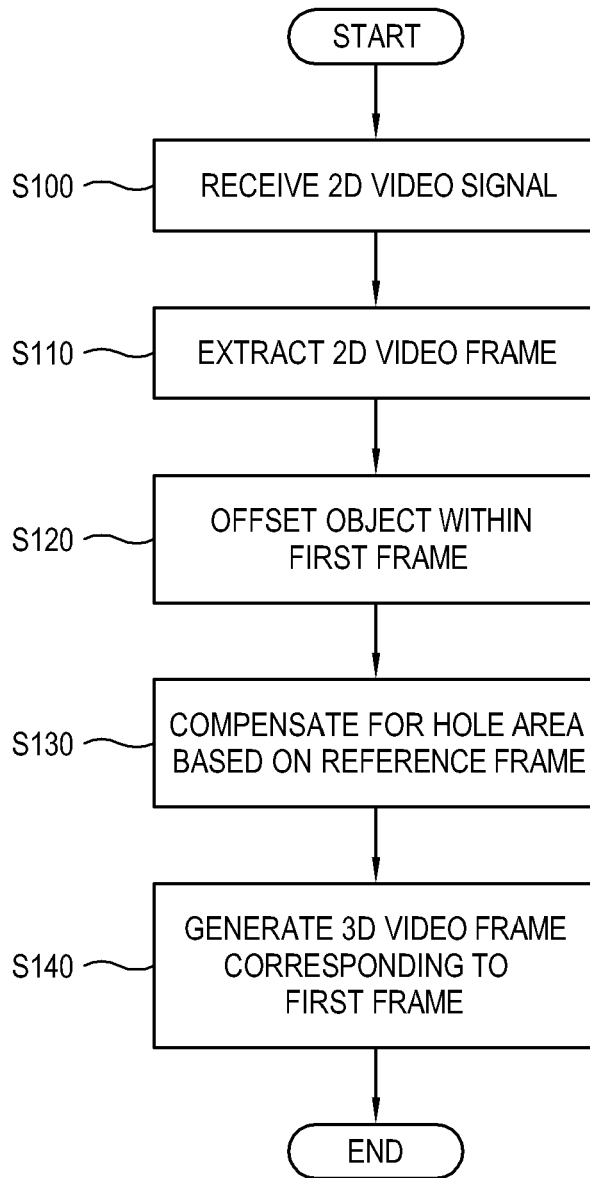 START
S100
RECEIVE 2D VIDEO SIGNAL
S110
EXTRACT 2D VIDEO FRAME
S120
OFFSET OBJECT WITHIN
FIRST FRAME
S130
COMPENSATE FOR HOLE AREA
BASED ON REFERENCE FRAME
S140
GENERATE 3D VIDEO FRAME
CORRESPONDING TO
FIRST FRAME
END